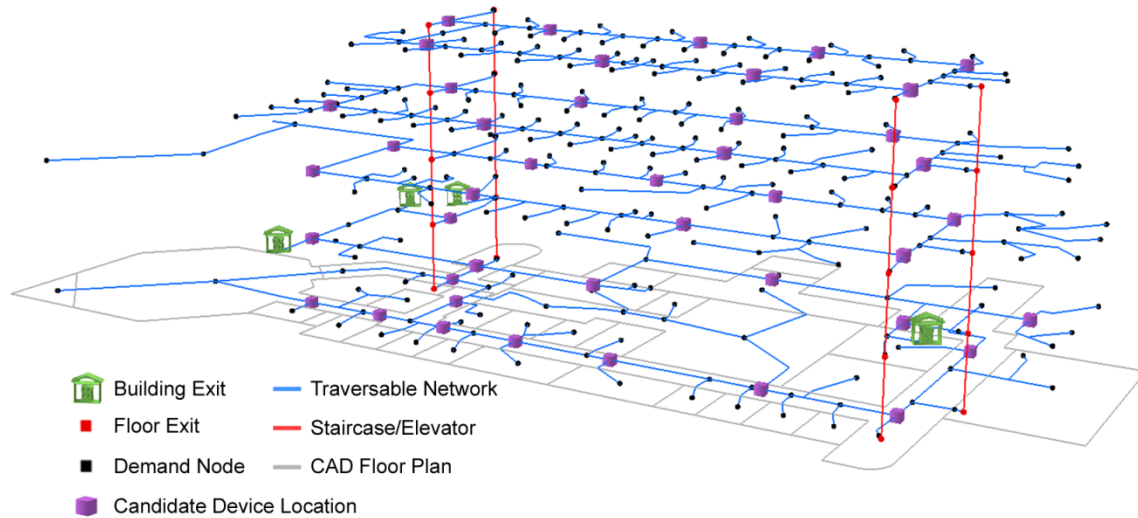 Building Exit
Traversable Network
Floor Exit
Staircase/Elevator
Demand Node
CAD Floor Plan
Candidate Device Location